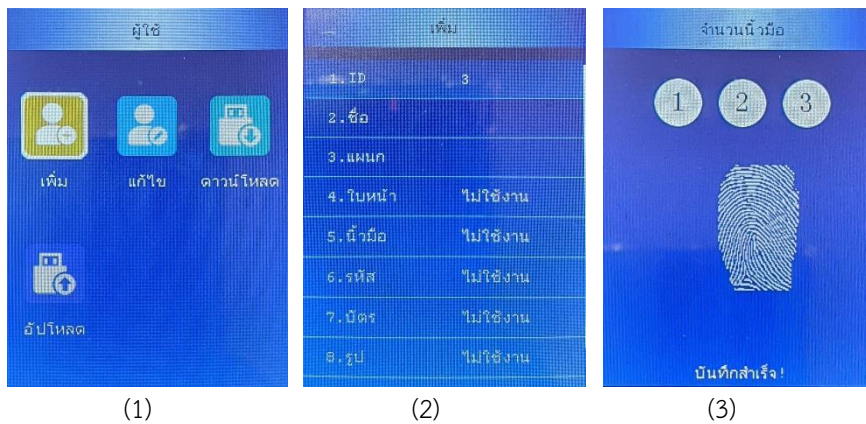 ผู้ใช้
เพิ่ม
แก้ไข
ดาวน์โหลด
อัปโหลด
(1)
เพิ่ม
1.ID 3
2.ชื่อ
3.แผนก
4.ใบหน้า ไม่ใช้งาน
5.นิ้วมือ ไม่ใช้งาน
6.รหัส ไม่ใช้งาน
7.บัตร ไม่ใช้งาน
8.รูป ไม่ใช้งาน
(2)
จำนวนนิ้วมือ
1 2 3
บันทึกสำเร็จ!
(3)